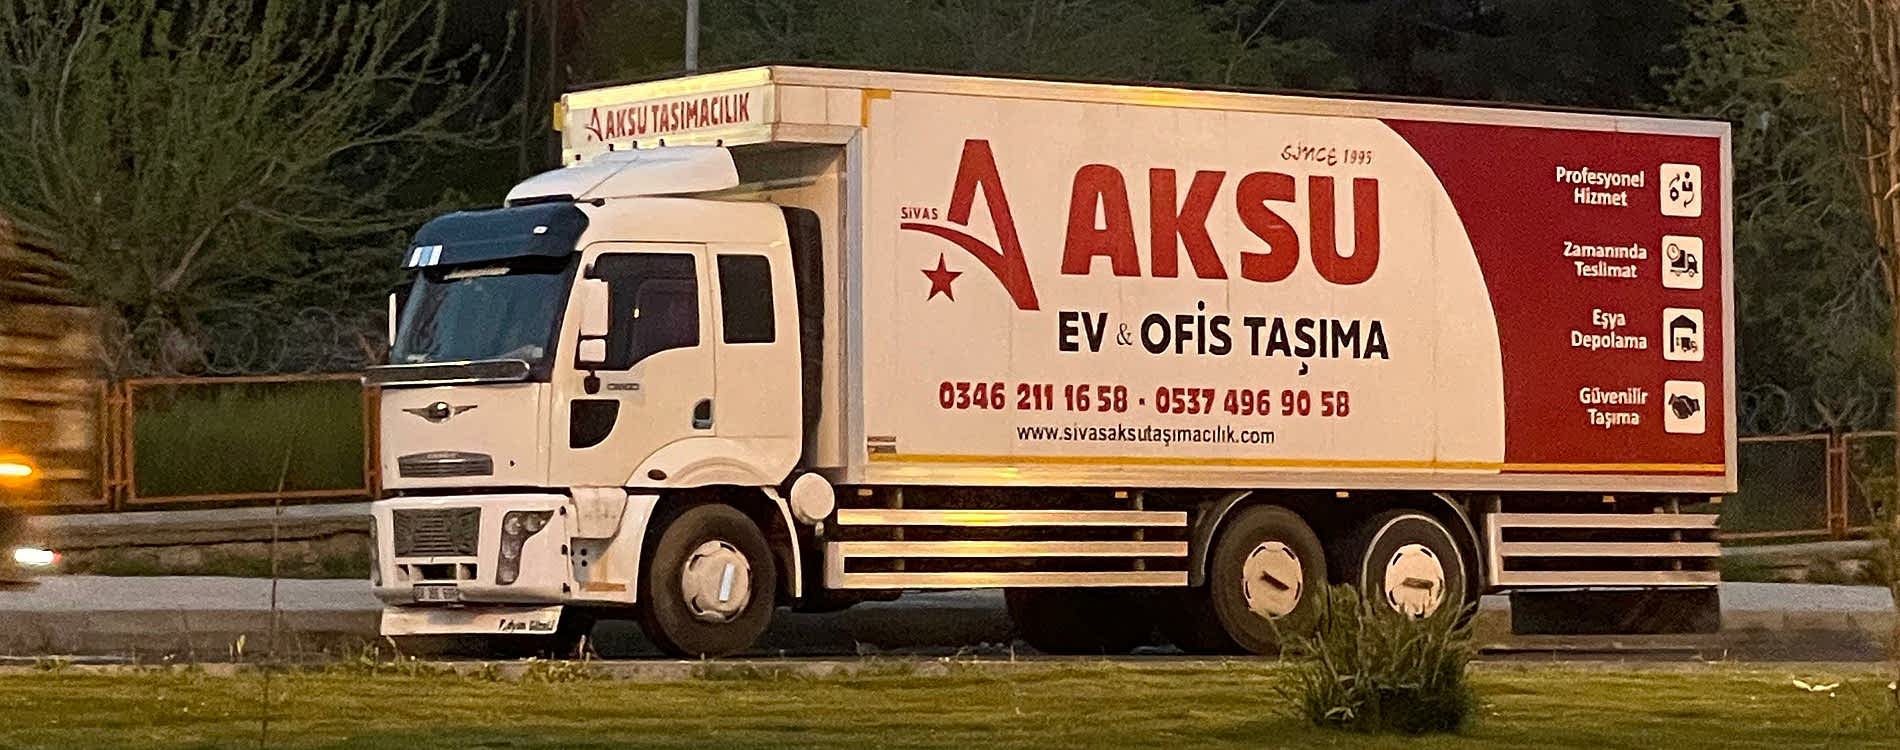 AKSU TAŞIMACILIK
SINCE 1995
SİVAS
AKSU
EV & OFİS TAŞIMA
0346 211 16 58 · 0537 496 90 58
www.sivasaksutaşımacılık.com
Profesyonel
Hizmet
Zamanında
Teslimat
Eşya
Depolama
Güvenilir
Taşıma
CARGO